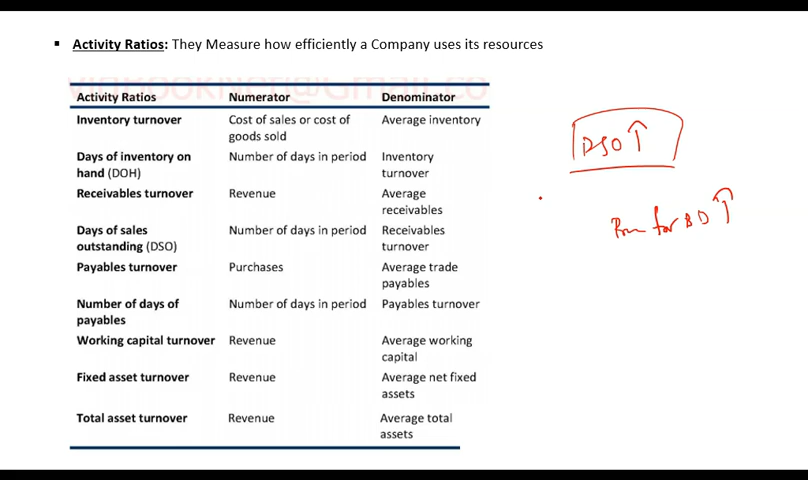 ▪ Activity Ratios: They Measure how efficiently a Company uses its resources
Activity Ratios Numerator Denominator
Inventory turnover Cost of sales or cost of goods sold Average inventory
Days of inventory on hand (DOH) Number of days in period Inventory turnover
Receivables turnover Revenue Average receivables
Days of sales outstanding (DSO) Number of days in period Receivables turnover
Payables turnover Purchases Average trade payables
Number of days of payables Number of days in period Payables turnover
Working capital turnover Revenue Average working capital
Fixed asset turnover Revenue Average net fixed assets
Total asset turnover Revenue Average total assets
DSO ↑
for BD ↑